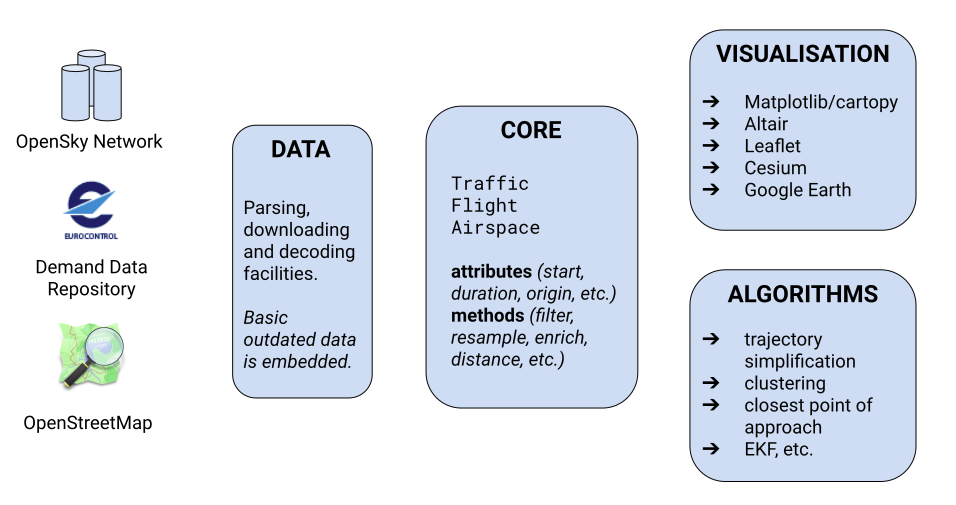 OpenSky Network
EUROCONTROL
Demand Data
Repository
OpenStreetMap
DATA
Parsing,
downloading
and decoding
facilities.
Basic
outdated data
is embedded.
CORE
Traffic
Flight
Airspace
attributes (start,
duration, origin, etc.)
methods (filter,
resample, enrich,
distance, etc.)
VISUALISATION
➔ Matplotlib/cartopy
➔ Altair
➔ Leaflet
➔ Cesium
➔ Google Earth
ALGORITHMS
➔ trajectory
simplification
➔ clustering
➔ closest point of
approach
➔ EKF, etc.